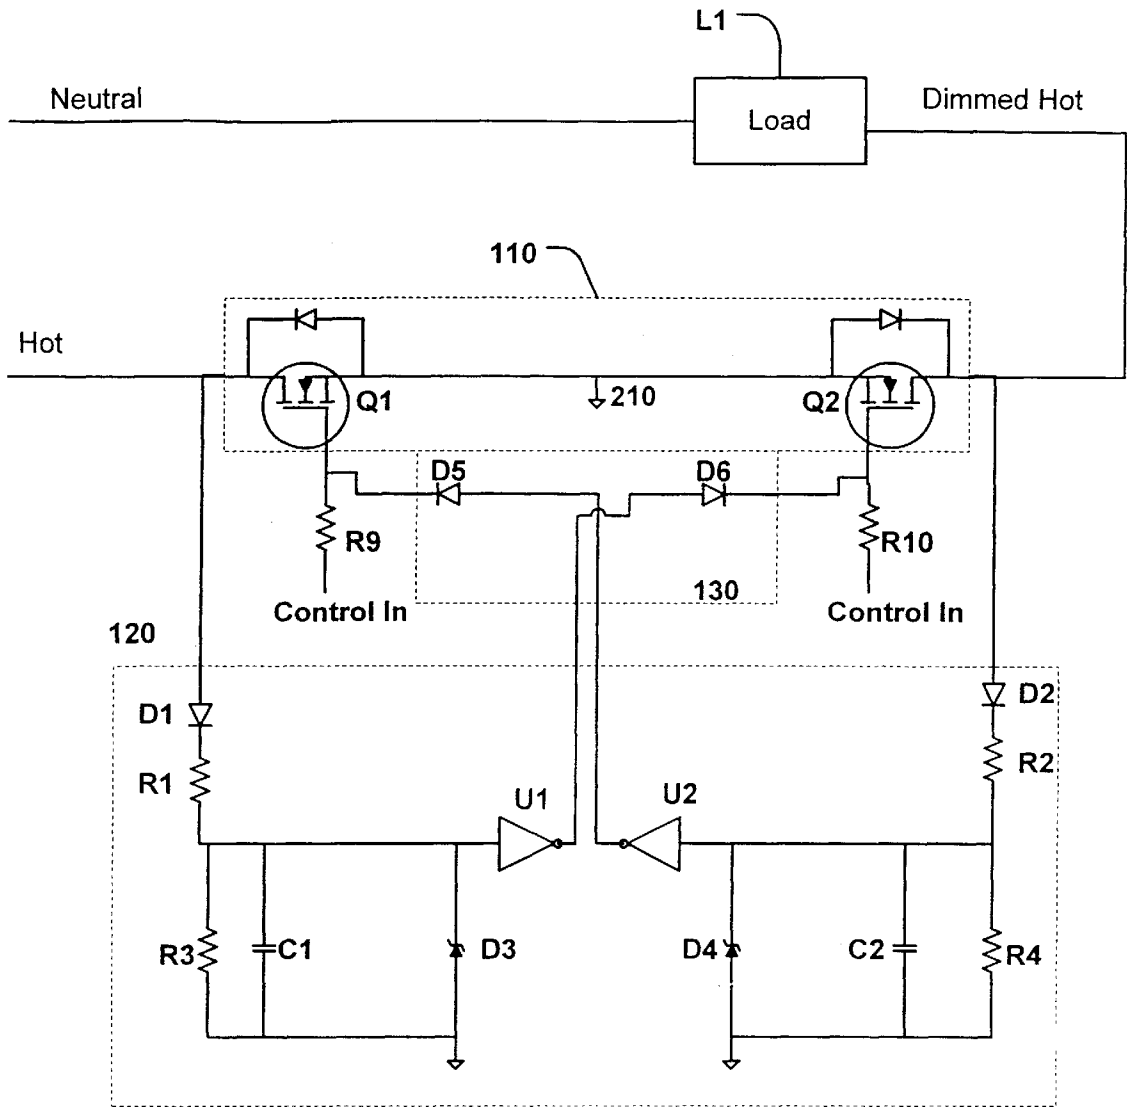 L1
Neutral
Load
Dimmed Hot
110
Hot
Q1
210
Q2
D5
D6
R9
R10
130
Control In
Control In
120
D1
D2
R1
R2
U1
U2
R3
C1
D3
D4
C2
R4